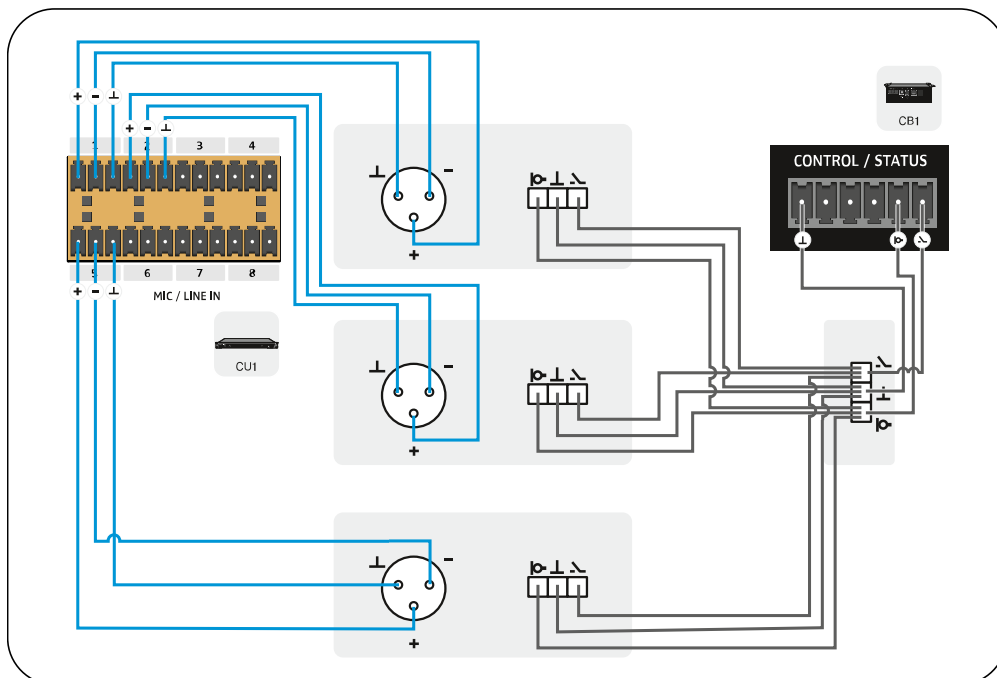 + - ⊥
+ - ⊥
1 2 3 4
5 6 7 8
+ - ⊥
MIC / LINE IN
CU1
⊥ -
+
⊥ -
+
⊥ -
+
CB1
CONTROL / STATUS